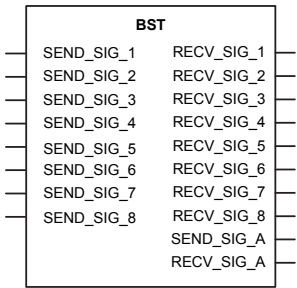 BST
SEND_SIG_1 RECV_SIG_1
SEND_SIG_2 RECV_SIG_2
SEND_SIG_3 RECV_SIG_3
SEND_SIG_4 RECV_SIG_4
SEND_SIG_5 RECV_SIG_5
SEND_SIG_6 RECV_SIG_6
SEND_SIG_7 RECV_SIG_7
SEND_SIG_8 RECV_SIG_8
SEND_SIG_A
RECV_SIG_A